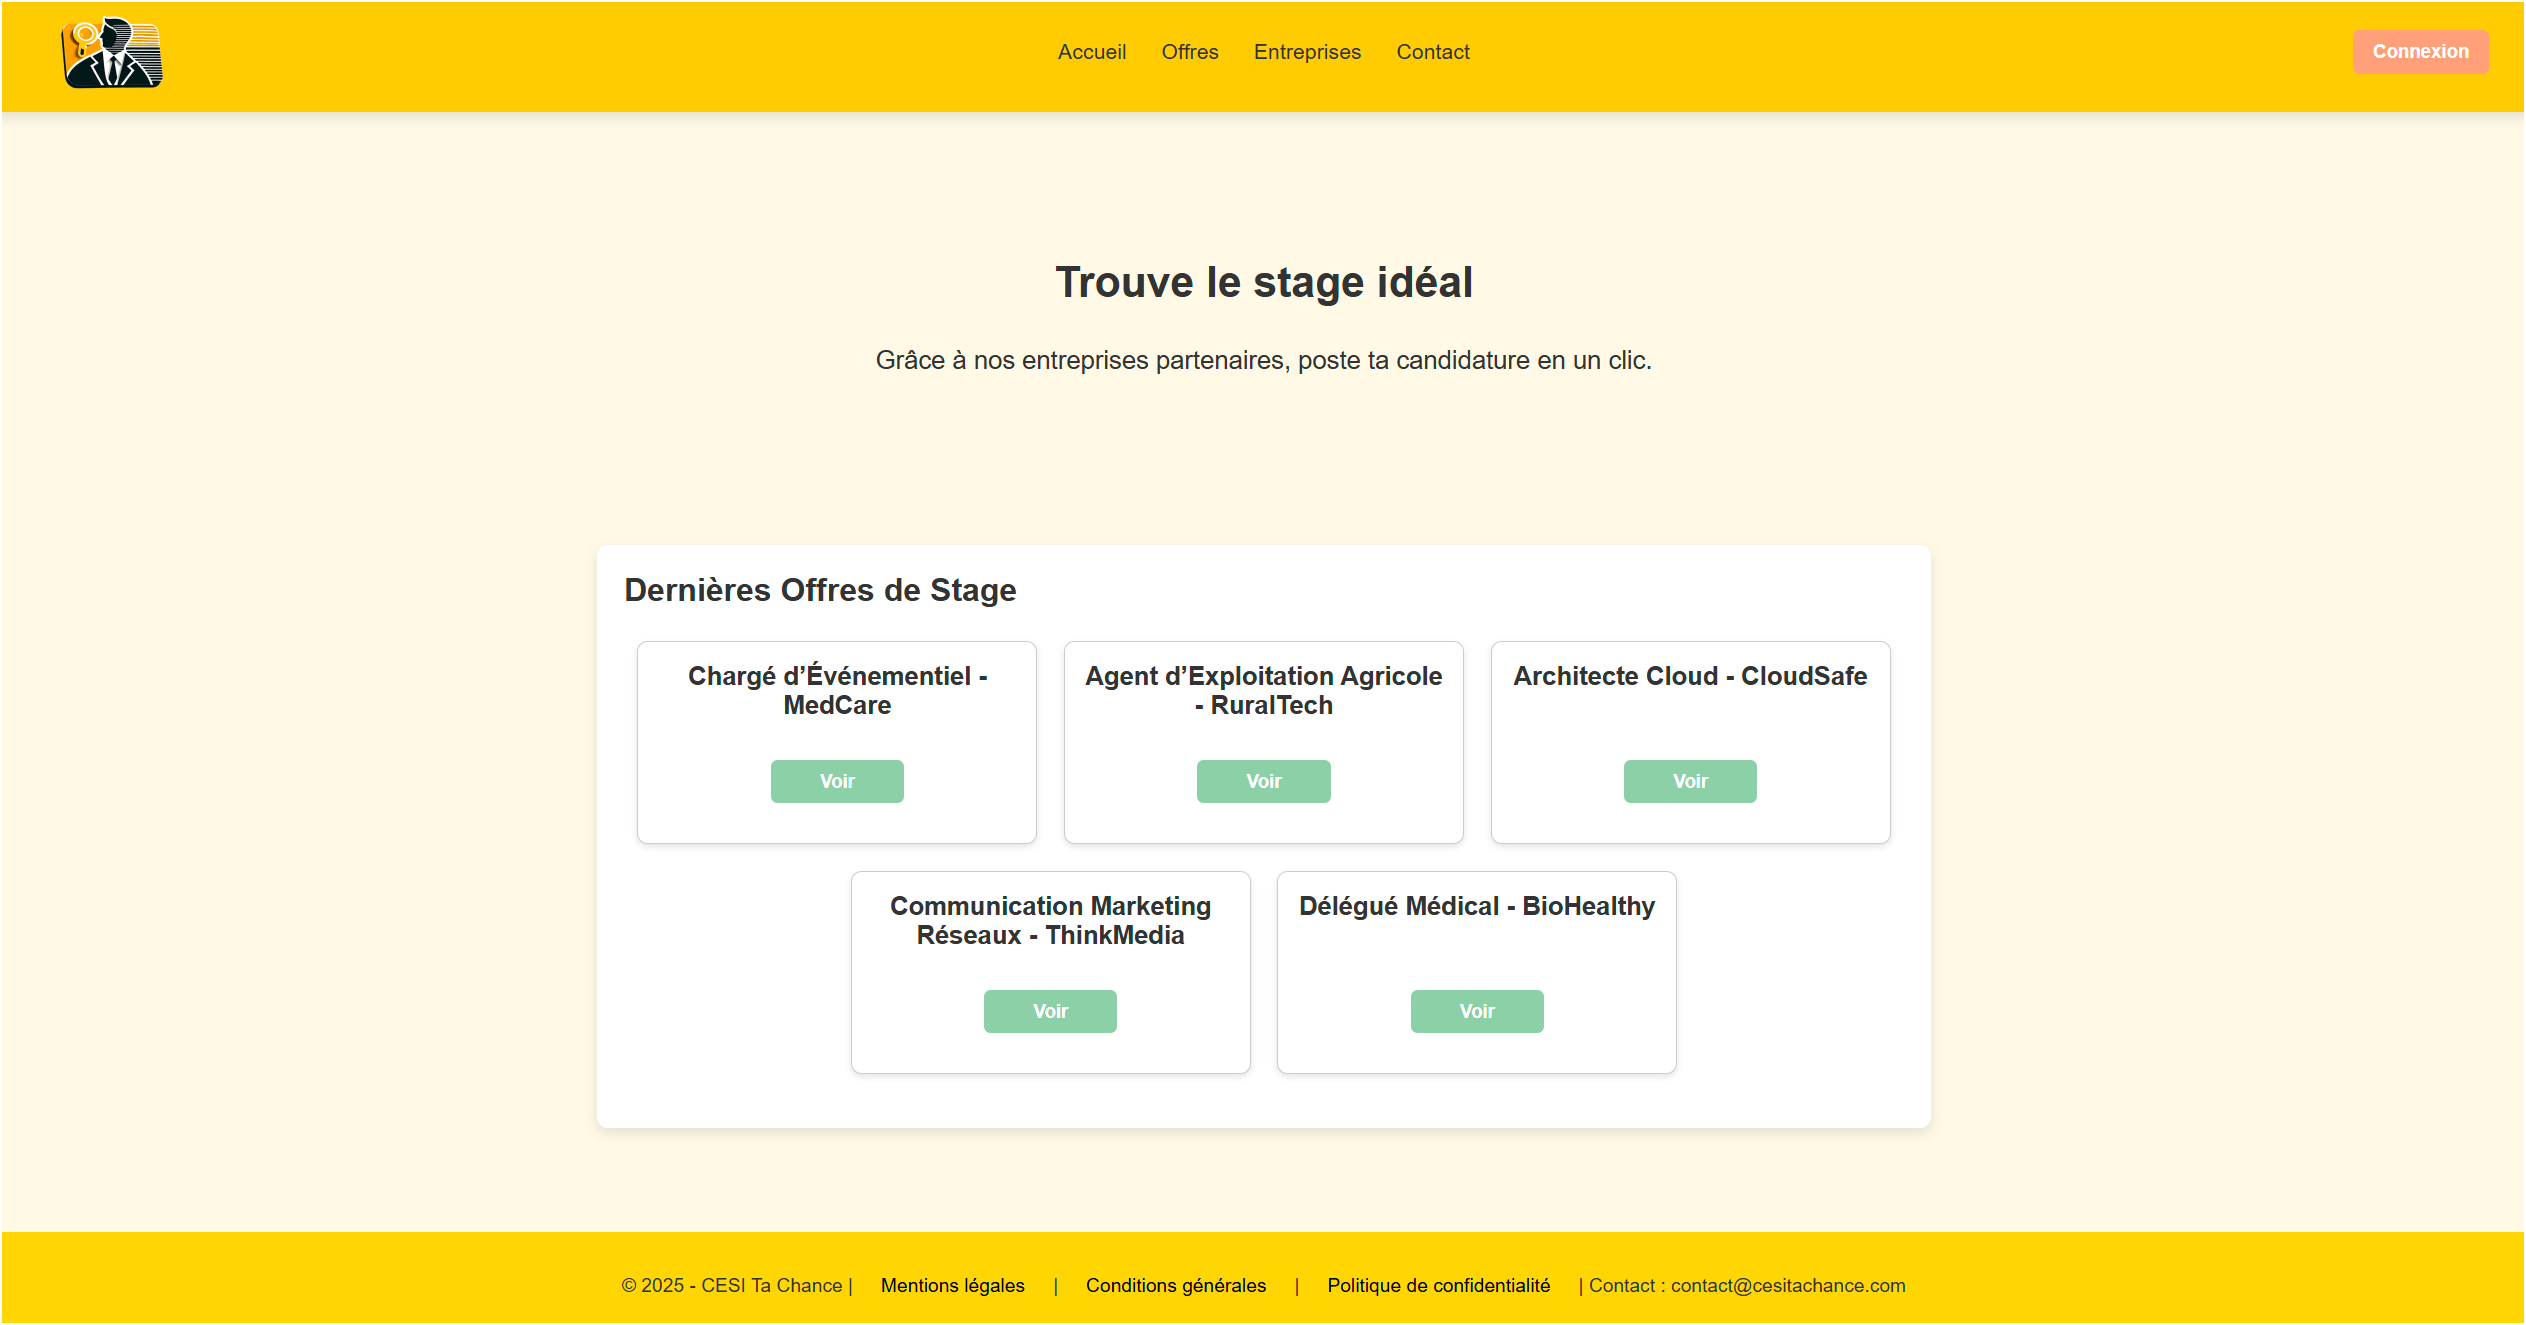 Accueil Offres Entreprises Contact Connexion
Trouve le stage idéal
Grâce à nos entreprises partenaires, poste ta candidature en un clic.
Dernières Offres de Stage
Chargé d’Événementiel -
MedCare
Voir
Agent d’Exploitation Agricole
- RuralTech
Voir
Architecte Cloud - CloudSafe
Voir
Communication Marketing
Réseaux - ThinkMedia
Voir
Délégué Médical - BioHealthy
Voir
© 2025 - CESI Ta Chance | Mentions légales | Conditions générales | Politique de confidentialité | Contact : contact@cesitachance.com